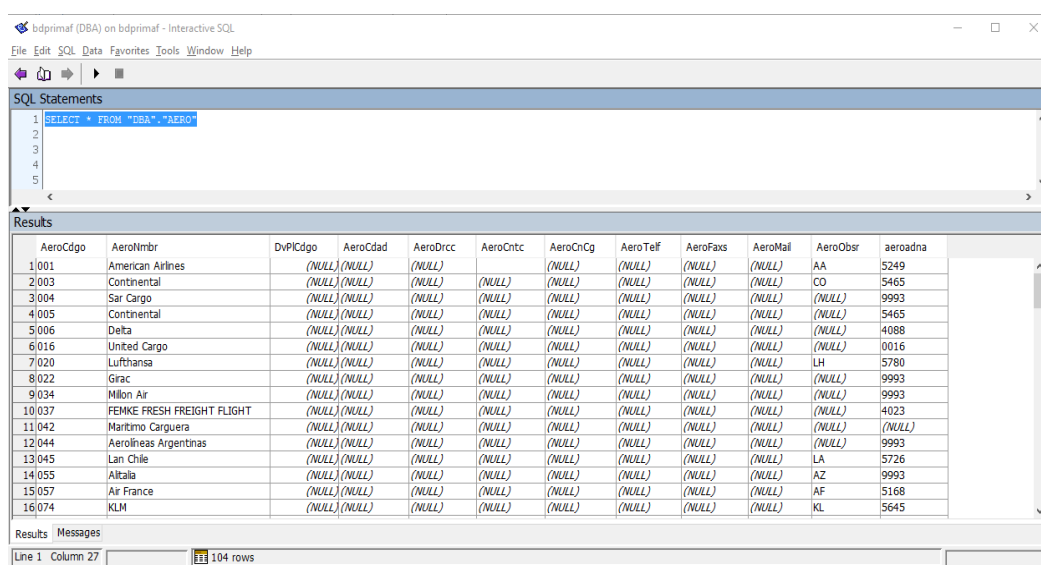 bdprimaf (DBA) on bdprimaf - Interactive SQL
File Edit SQL Data Favorites Tools Window Help
SQL Statements
1 SELECT * FROM "DBA"."AERO"
2
3
4
5
Results
AeroCdgo AeroNmbr DvPlCdgo AeroCdad AeroDrcc AeroCntc AeroCnCg AeroTelf AeroFaxs AeroMail AeroObsr aeroadna
1 001 American Airlines (NULL) (NULL) (NULL) (NULL) (NULL) (NULL) (NULL) AA 5249
2 003 Continental (NULL) (NULL) (NULL) (NULL) (NULL) (NULL) (NULL) (NULL) CO 5465
3 004 Sar Cargo (NULL) (NULL) (NULL) (NULL) (NULL) (NULL) (NULL) (NULL) (NULL) 9993
4 005 Continental (NULL) (NULL) (NULL) (NULL) (NULL) (NULL) (NULL) (NULL) (NULL) 5465
5 006 Delta (NULL) (NULL) (NULL) (NULL) (NULL) (NULL) (NULL) (NULL) (NULL) 4088
6 016 United Cargo (NULL) (NULL) (NULL) (NULL) (NULL) (NULL) (NULL) (NULL) (NULL) 0016
7 020 Lufthansa (NULL) (NULL) (NULL) (NULL) (NULL) (NULL) (NULL) (NULL) LH 5780
8 022 Girac (NULL) (NULL) (NULL) (NULL) (NULL) (NULL) (NULL) (NULL) (NULL) 9993
9 034 Millon Air (NULL) (NULL) (NULL) (NULL) (NULL) (NULL) (NULL) (NULL) (NULL) 9993
10 037 FEMKE FRESH FREIGHT FLIGHT (NULL) (NULL) (NULL) (NULL) (NULL) (NULL) (NULL) (NULL) (NULL) 4023
11 042 Maritimo Carguera (NULL) (NULL) (NULL) (NULL) (NULL) (NULL) (NULL) (NULL) (NULL) (NULL)
12 044 Aerolíneas Argentinas (NULL) (NULL) (NULL) (NULL) (NULL) (NULL) (NULL) (NULL) (NULL) 9993
13 045 Lan Chile (NULL) (NULL) (NULL) (NULL) (NULL) (NULL) (NULL) (NULL) LA 5726
14 055 Alitalia (NULL) (NULL) (NULL) (NULL) (NULL) (NULL) (NULL) (NULL) AZ 9993
15 057 Air France (NULL) (NULL) (NULL) (NULL) (NULL) (NULL) (NULL) (NULL) AF 5168
16 074 KLM (NULL) (NULL) (NULL) (NULL) (NULL) (NULL) (NULL) (NULL) KL 5645
Results Messages
Line 1 Column 27 104 rows